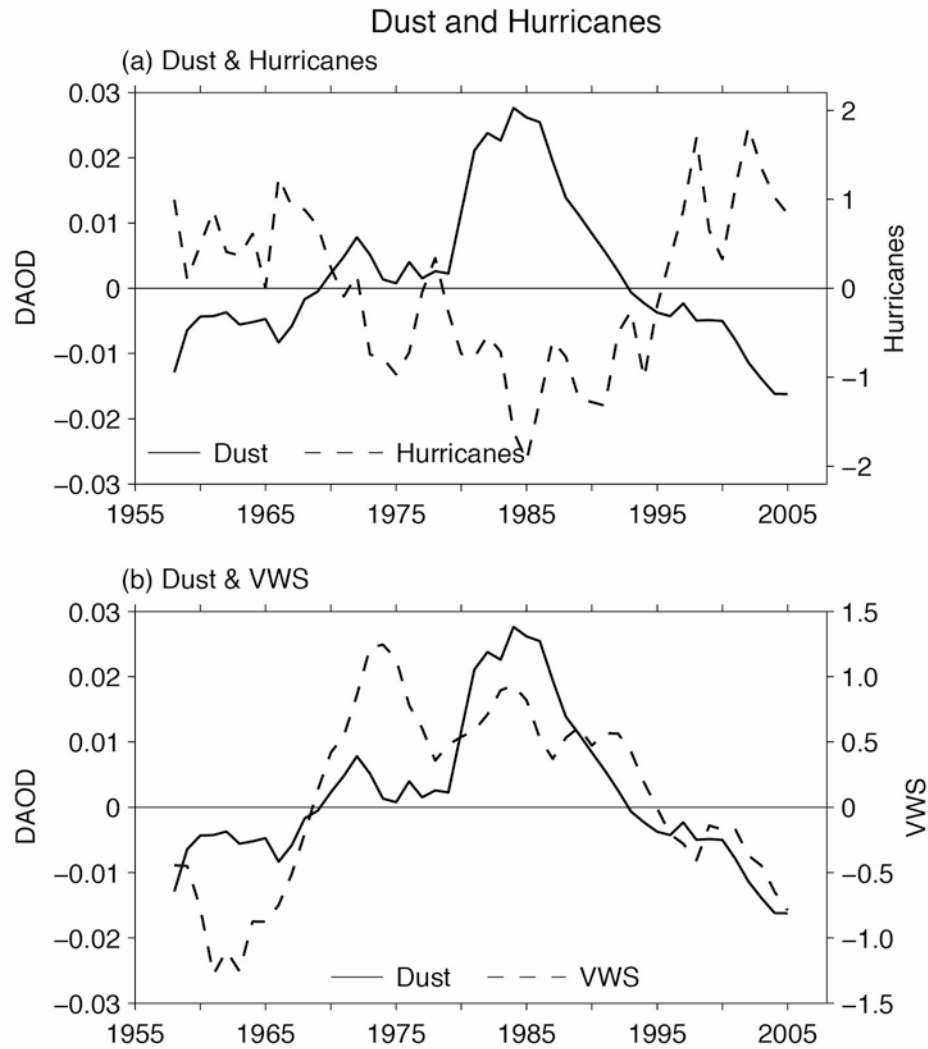 Dust and Hurricanes
(a) Dust & Hurricanes
0.03
0.02
0.01
0
−0.01
−0.02
−0.03
DAOD
2
1
0
−1
−2
Hurricanes
Dust Hurricanes
1955 1965 1975 1985 1995 2005
(b) Dust & VWS
0.03
0.02
0.01
0
−0.01
−0.02
−0.03
DAOD
1.5
1.0
0.5
0
−0.5
−1.0
−1.5
VWS
Dust VWS
1955 1965 1975 1985 1995 2005